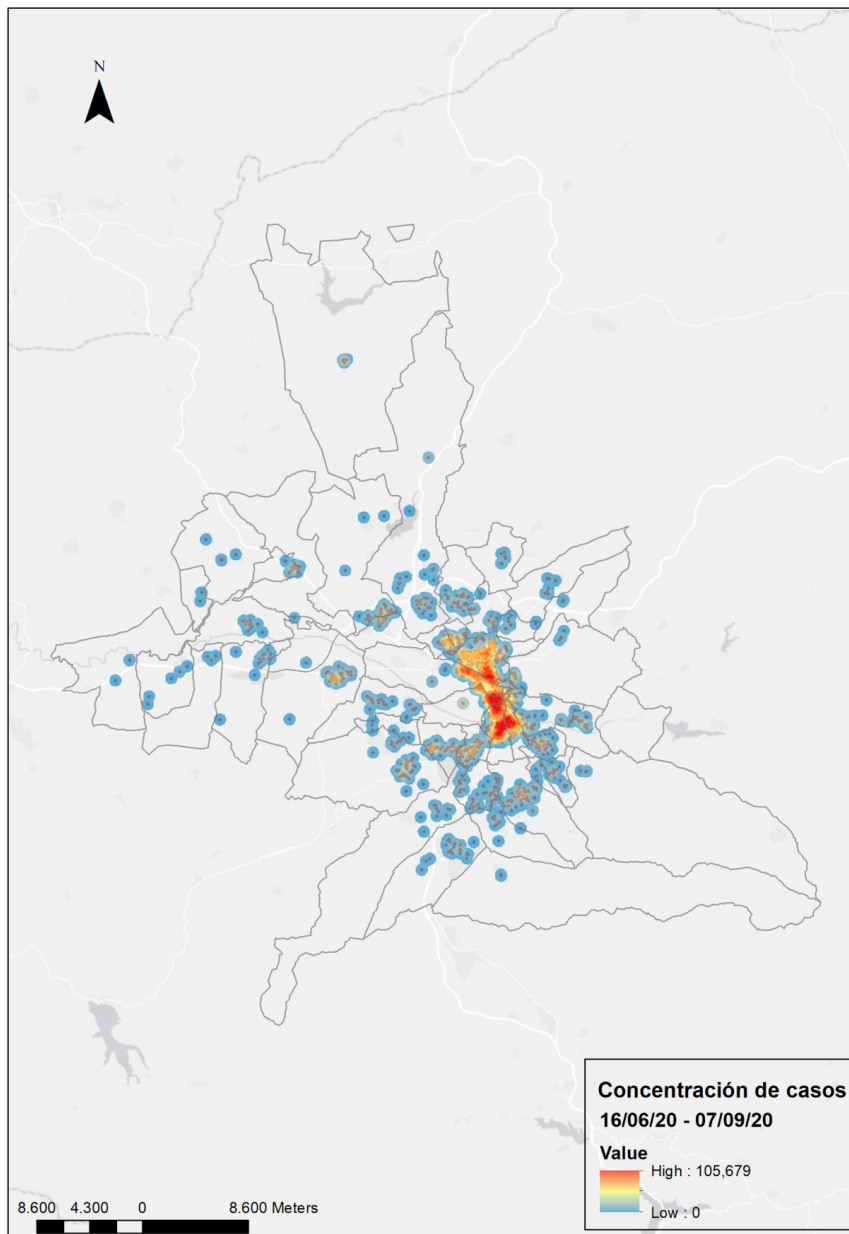 N
Concentración de casos
16/06/20 - 07/09/20
Value
High : 105,679
Low : 0
8.600 4.300 0 8.600 Meters